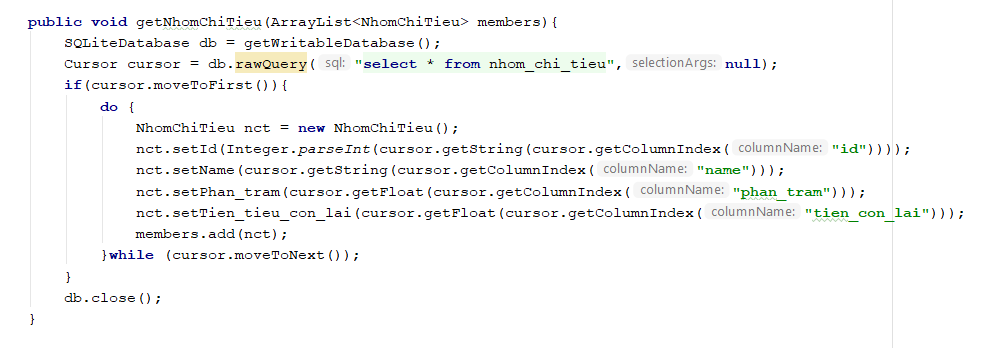 public void getNhomChiTieu(ArrayList<NhomChiTieu> members){
    SQLiteDatabase db = getWritableDatabase();
    Cursor cursor = db.rawQuery( sql: "select * from nhom_chi_tieu", selectionArgs: null);
    if(cursor.moveToFirst()){
        do {
            NhomChiTieu nct = new NhomChiTieu();
            nct.setId(Integer.parseInt(cursor.getString(cursor.getColumnIndex( columnName: "id"))));
            nct.setName(cursor.getString(cursor.getColumnIndex( columnName: "name")));
            nct.setPhan_tram(cursor.getFloat(cursor.getColumnIndex( columnName: "phan_tram")));
            nct.setTien_tieu_con_lai(cursor.getFloat(cursor.getColumnIndex( columnName: "tien_con_lai")));
            members.add(nct);
        }while (cursor.moveToNext());
    }
    db.close();
}